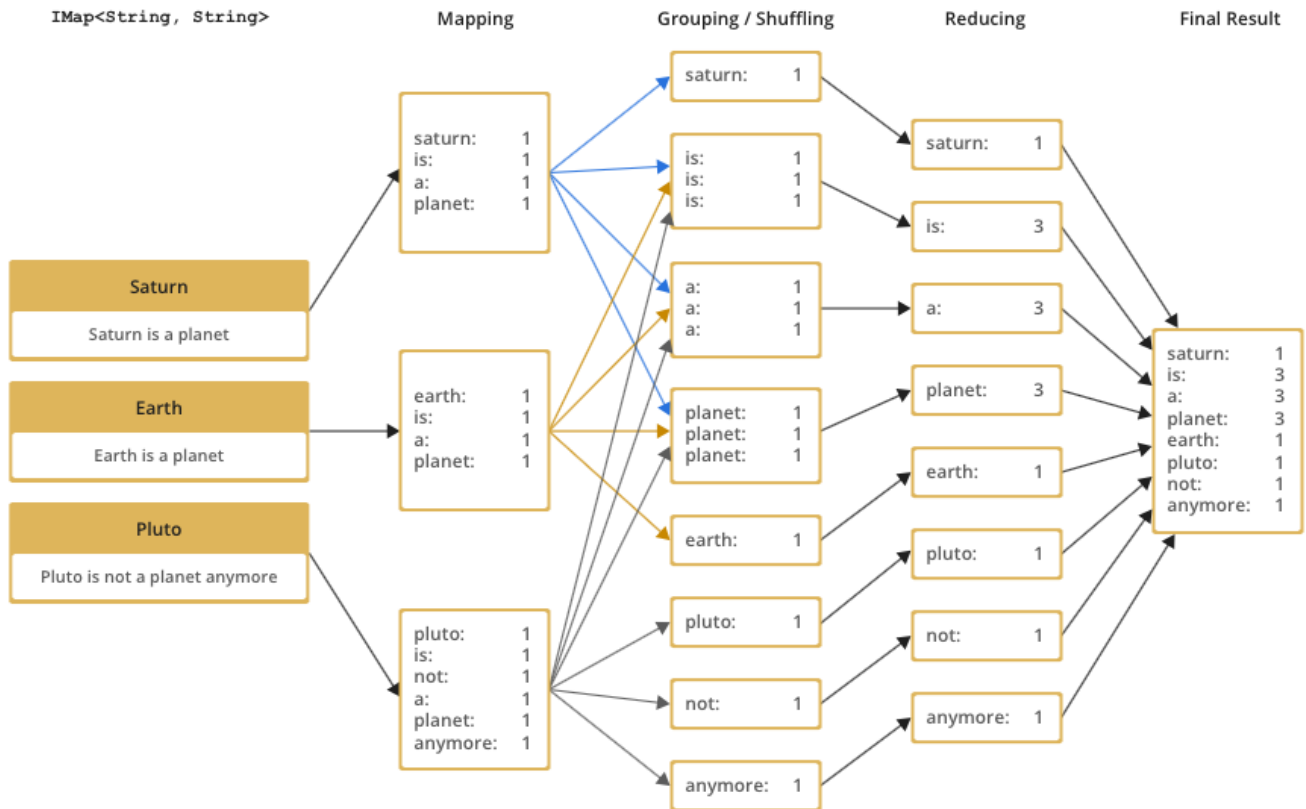 IMap<String, String>
Mapping
Grouping / Shuffling
Reducing
Final Result
Saturn
Saturn is a planet
Earth
Earth is a planet
Pluto
Pluto is not a planet anymore
saturn: 1
is: 1
a: 1
planet: 1
earth: 1
is: 1
a: 1
planet: 1
pluto: 1
is: 1
not: 1
a: 1
planet: 1
anymore: 1
saturn: 1
is: 1
is: 1
is: 1
a: 1
a: 1
a: 1
planet: 1
planet: 1
planet: 1
earth: 1
pluto: 1
not: 1
anymore: 1
saturn: 1
is: 3
a: 3
planet: 3
earth: 1
pluto: 1
not: 1
anymore: 1
saturn: 1
is: 3
a: 3
planet: 3
earth: 1
pluto: 1
not: 1
anymore: 1